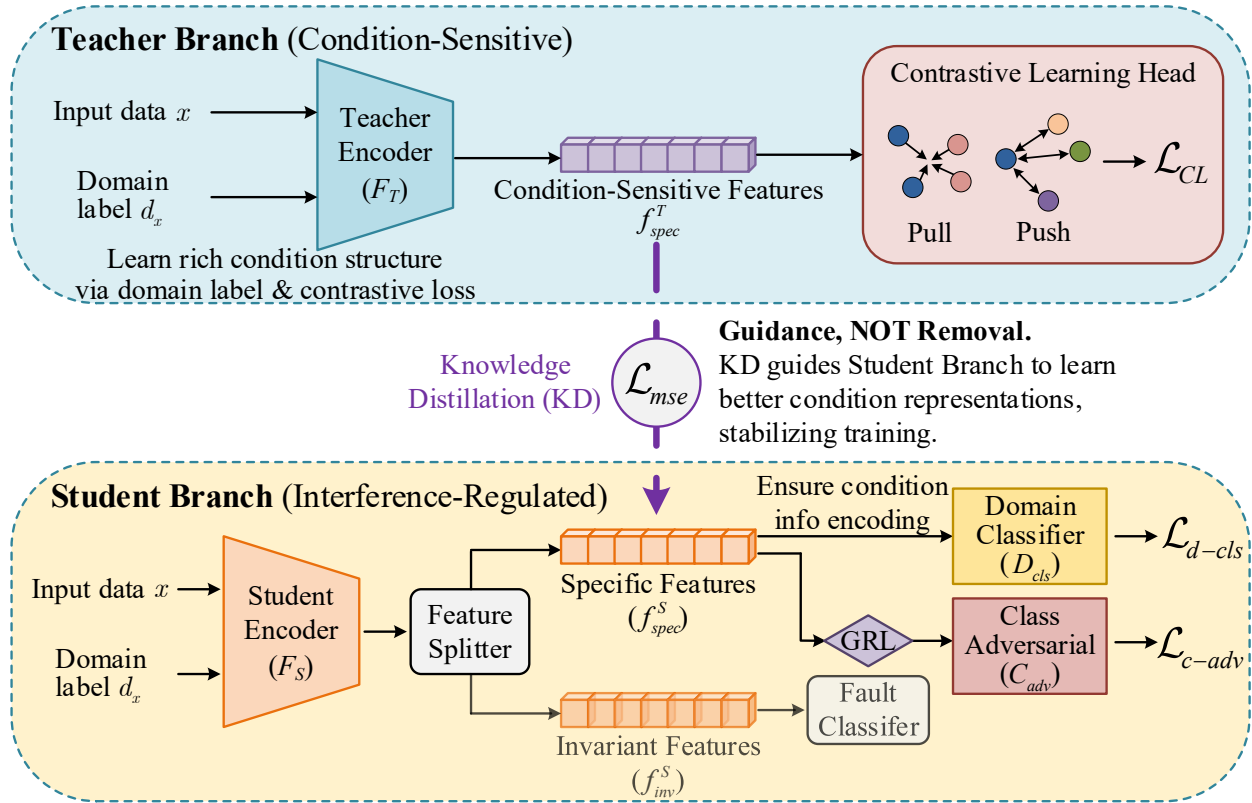 Teacher Branch (Condition-Sensitive)
Input data x
Domain
label d_x
Teacher
Encoder
(F_T)
Learn rich condition structure
via domain label & contrastive loss
Condition-Sensitive Features
f^T_spec
Contrastive Learning Head
Pull
Push
ℒ_CL
Knowledge
Distillation (KD)
ℒ_mse
Guidance, NOT Removal.
KD guides Student Branch to learn
better condition representations,
stabilizing training.
Student Branch (Interference-Regulated)
Input data x
Domain
label d_x
Student
Encoder
(F_S)
Feature
Splitter
Specific Features
(f^S_spec)
Ensure condition
info encoding
Domain
Classifier
(D_cls)
ℒ_d-cls
GRL
Class
Adversarial
(C_adv)
ℒ_c-adv
Invariant Features
(f^S_inv)
Fault
Classifer